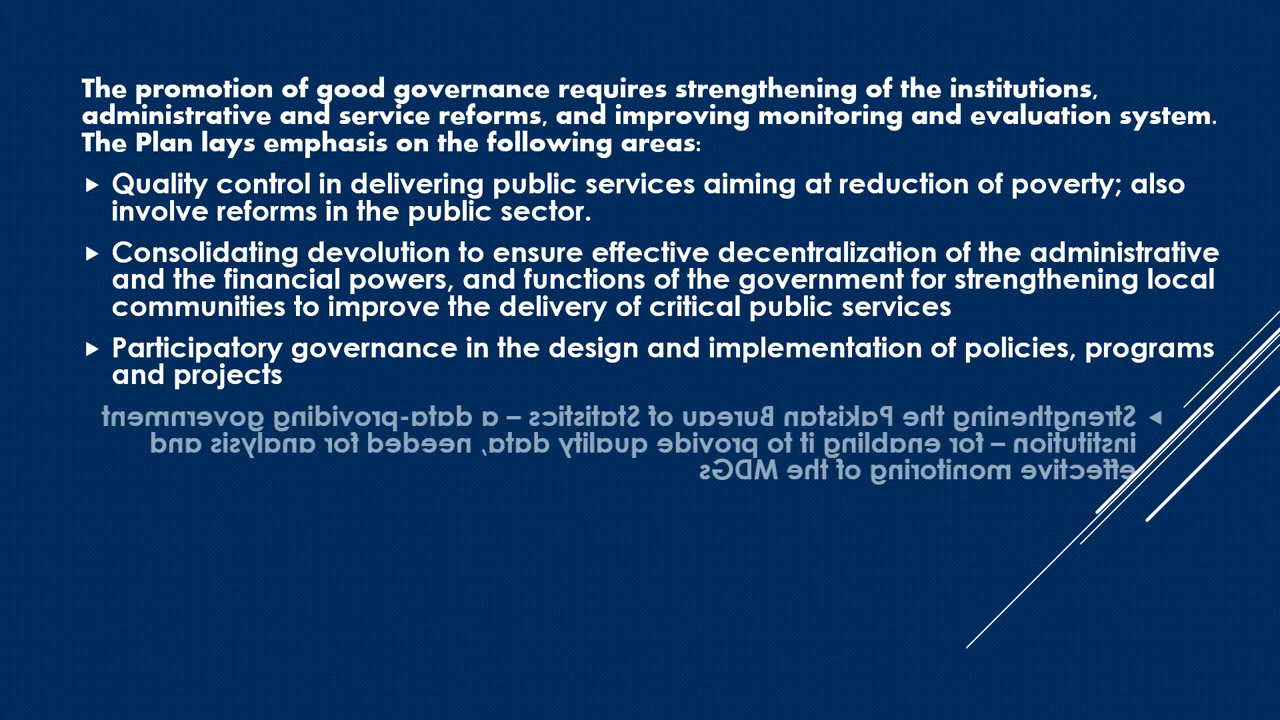 The promotion of good governance requires strengthening of the institutions,
administrative and service reforms, and improving monitoring and evaluation system.
The Plan lays emphasis on the following areas:
Quality control in delivering public services aiming at reduction of poverty; also
involve reforms in the public sector.
Consolidating devolution to ensure effective decentralization of the administrative
and the financial powers, and functions of the government for strengthening local
communities to improve the delivery of critical public services
Participatory governance in the design and implementation of policies, programs
and projects
Strengthening the Pakistan Bureau of Statistics – a data-providing government
institution – for enabling it to provide quality data, needed for analysis and
effective monitoring of the MDGs